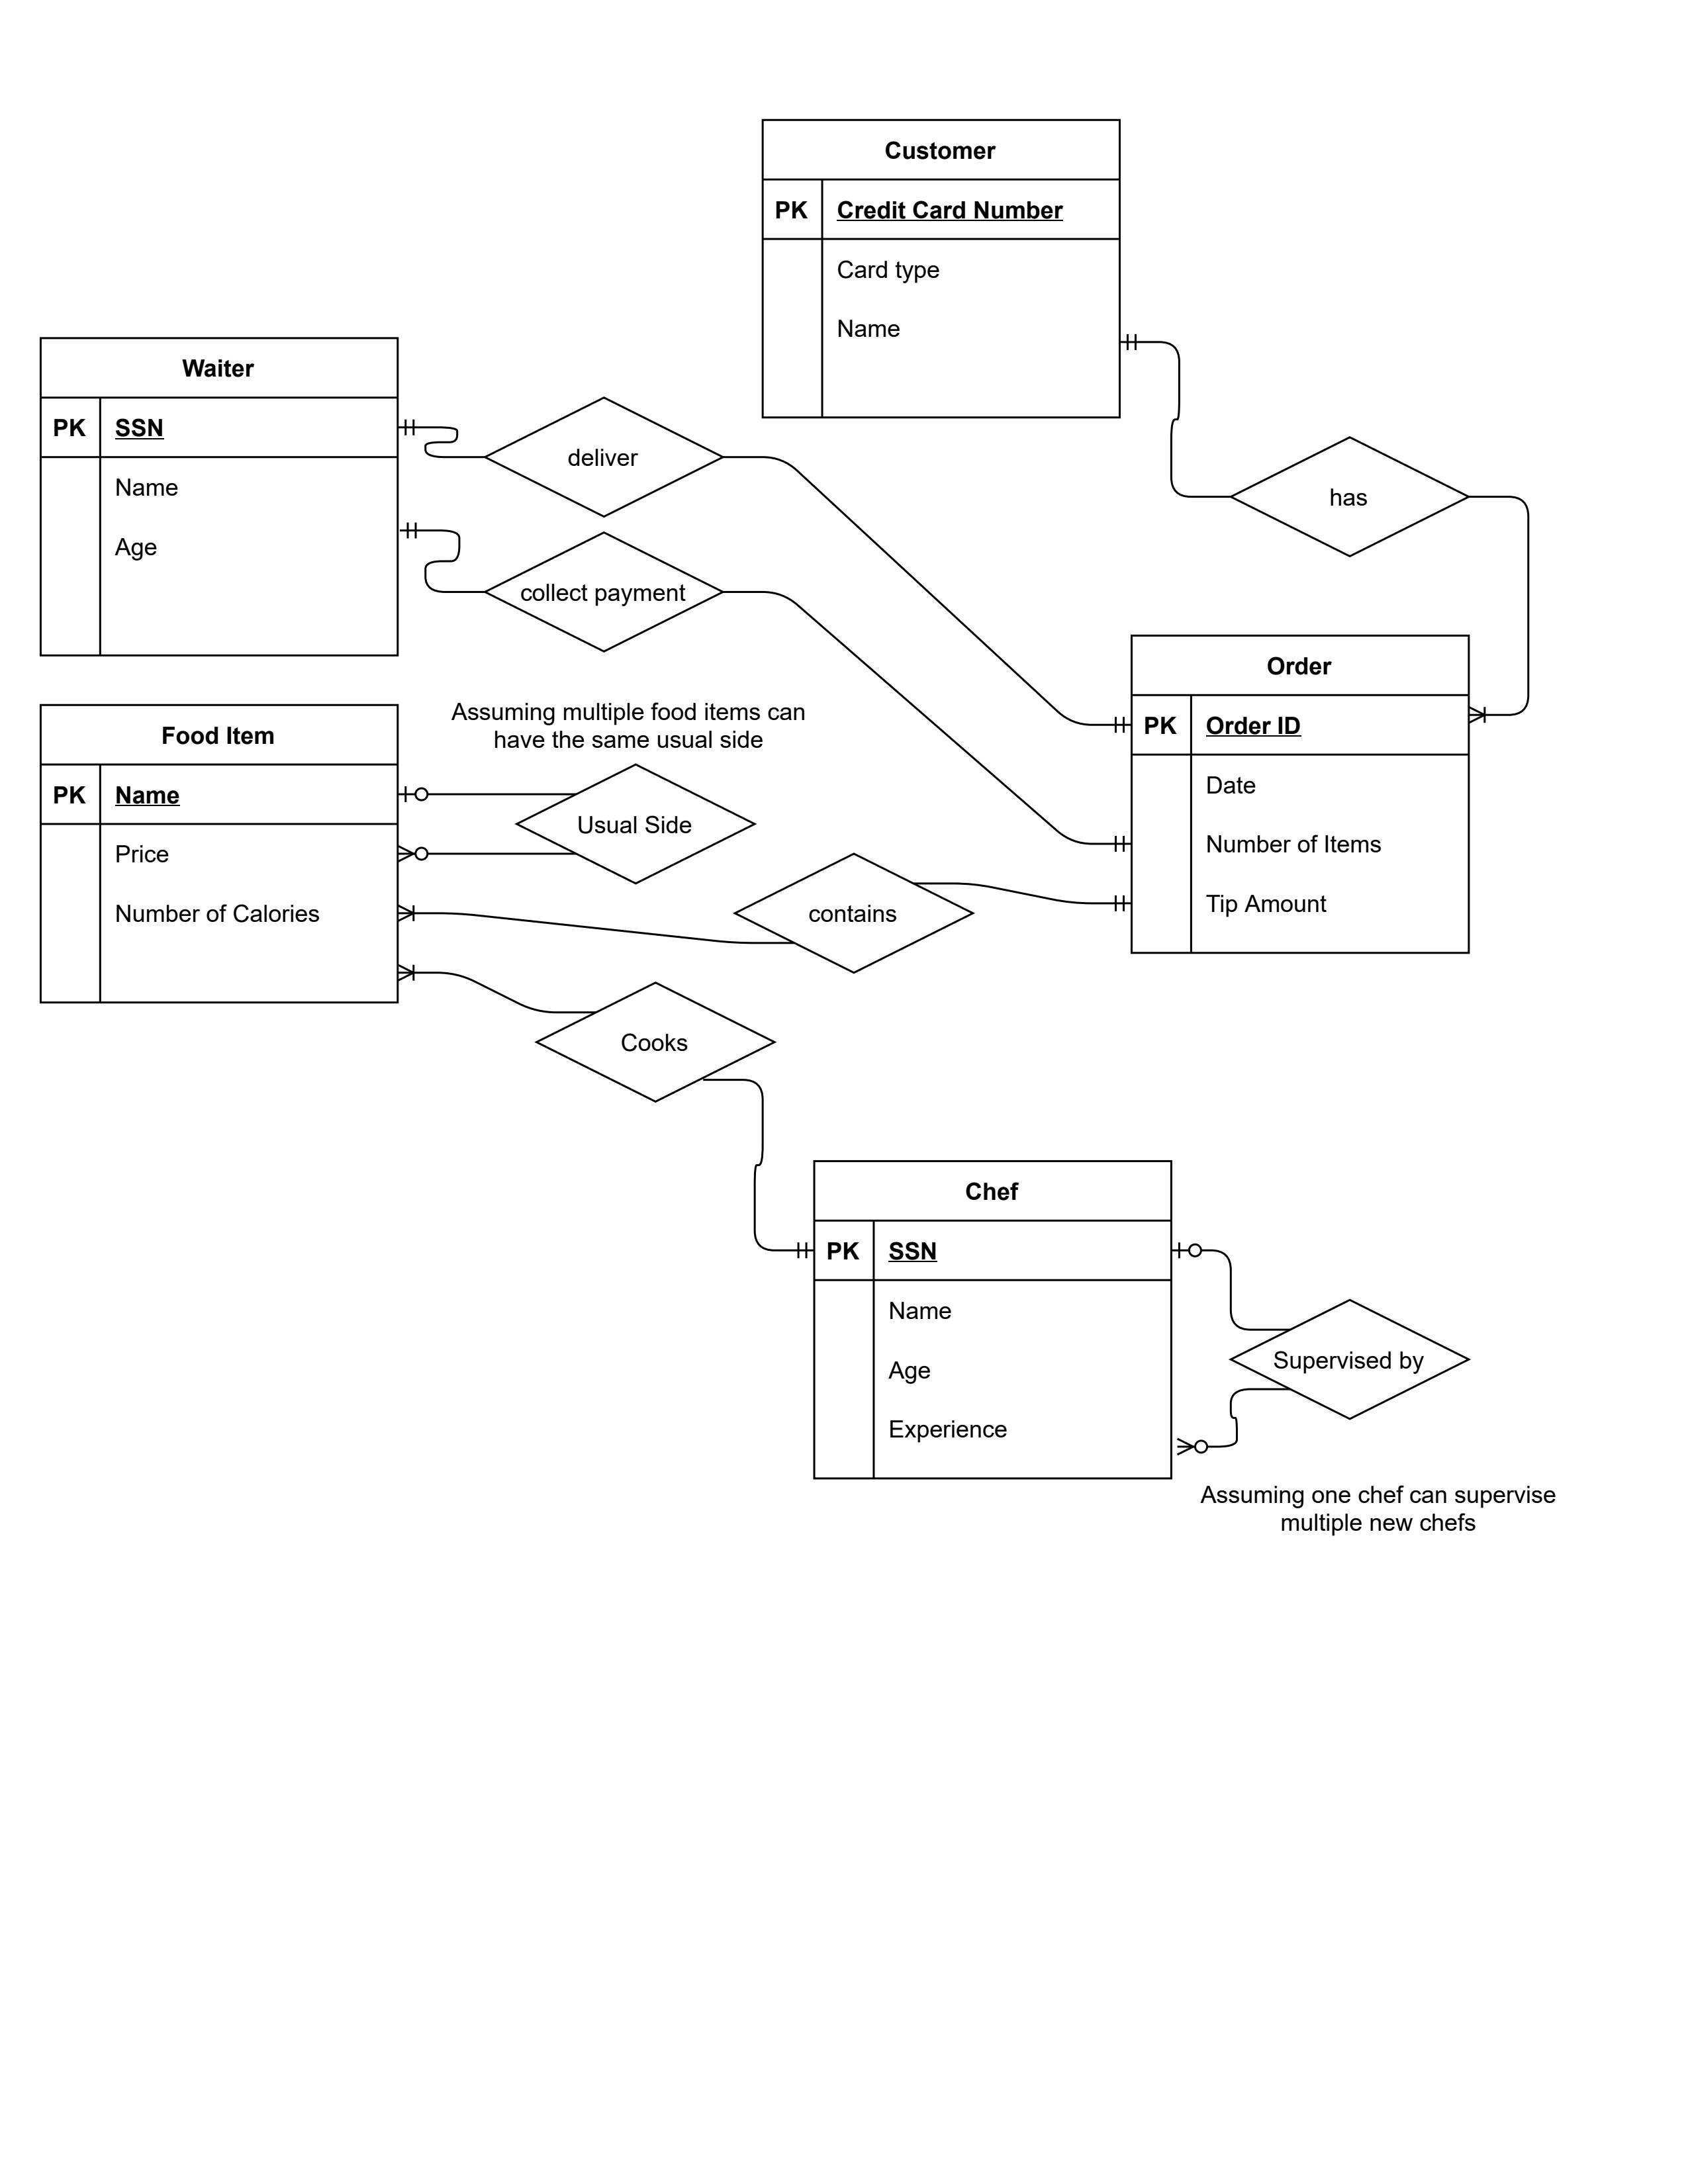 Customer
PK
Credit Card Number
Card type
Name
Waiter
PK
SSN
Name
Age
deliver
collect payment
has
Order
PK
Order ID
Date
Number of Items
Tip Amount
Assuming multiple food items can
have the same usual side
Food Item
PK
Name
Price
Number of Calories
Usual Side
contains
Cooks
Chef
PK
SSN
Name
Age
Experience
Supervised by
Assuming one chef can supervise
multiple new chefs